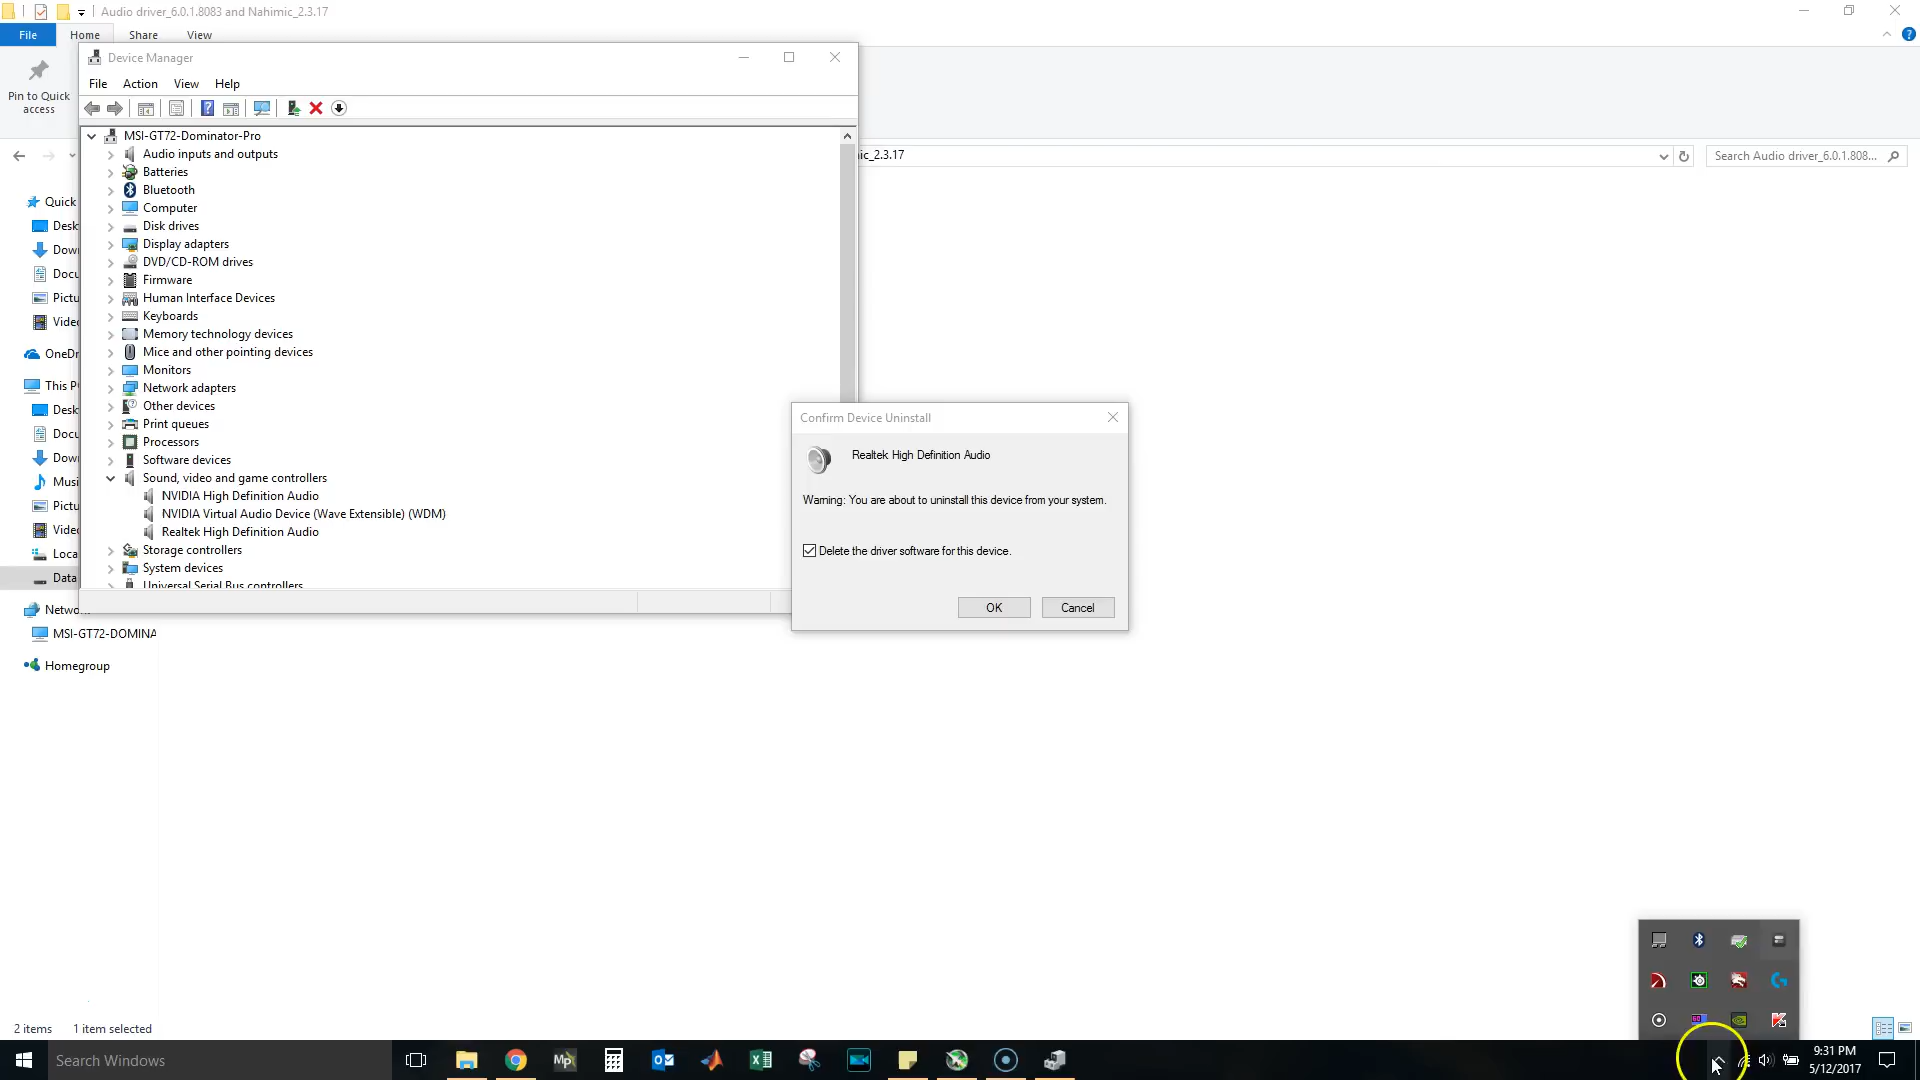 Audio driver_6.0.1.8083 and Nahimic_2.3.17
File Home Share View
Pin to Quick access
Device Manager
File Action View Help
MSI-GT72-Dominator-Pro
Audio inputs and outputs
Batteries
Bluetooth
Computer
Disk drives
Display adapters
DVD/CD-ROM drives
Firmware
Human Interface Devices
Keyboards
Memory technology devices
Mice and other pointing devices
Monitors
Network adapters
Other devices
Print queues
Processors
Software devices
Sound, video and game controllers
NVIDIA High Definition Audio
NVIDIA Virtual Audio Device (Wave Extensible) (WDM)
Realtek High Definition Audio
Storage controllers
System devices
Universal Serial Bus controllers
ic_2.3.17
Search Audio driver_6.0.1.808...
Quick
Desk
Dow
Docu
Pictu
Video
OneDr
This P
Desk
Docu
Dow
Musi
Pictu
Video
Loca
Data
Netwo
MSI-GT72-DOMINA
Homegroup
Confirm Device Uninstall
Realtek High Definition Audio
Warning: You are about to uninstall this device from your system.
Delete the driver software for this device.
OK Cancel
2 items 1 item selected
Search Windows
Mp
9:31 PM
5/12/2017